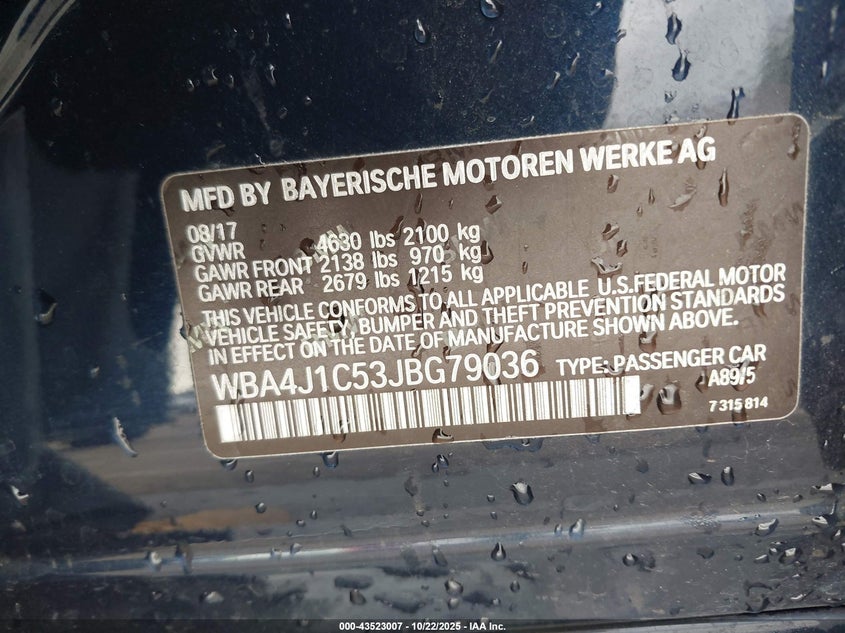 MFD BY BAYERISCHE MOTOREN WERKE AG
08/17
GVWR 4630 lbs 2100 kg
GAWR FRONT 2138 lbs 970 kg
GAWR REAR 2679 lbs 1215 kg
THIS VEHICLE CONFORMS TO ALL APPLICABLE U.S.FEDERAL MOTOR
VEHICLE SAFETY, BUMPER AND THEFT PREVENTION STANDARDS
IN EFFECT ON THE DATE OF MANUFACTURE SHOWN ABOVE.
WBA4J1C53JBG79036 TYPE: PASSENGER CAR
A89/5
7 315 814
000-43523007 - 10/22/2025 - IAA Inc.